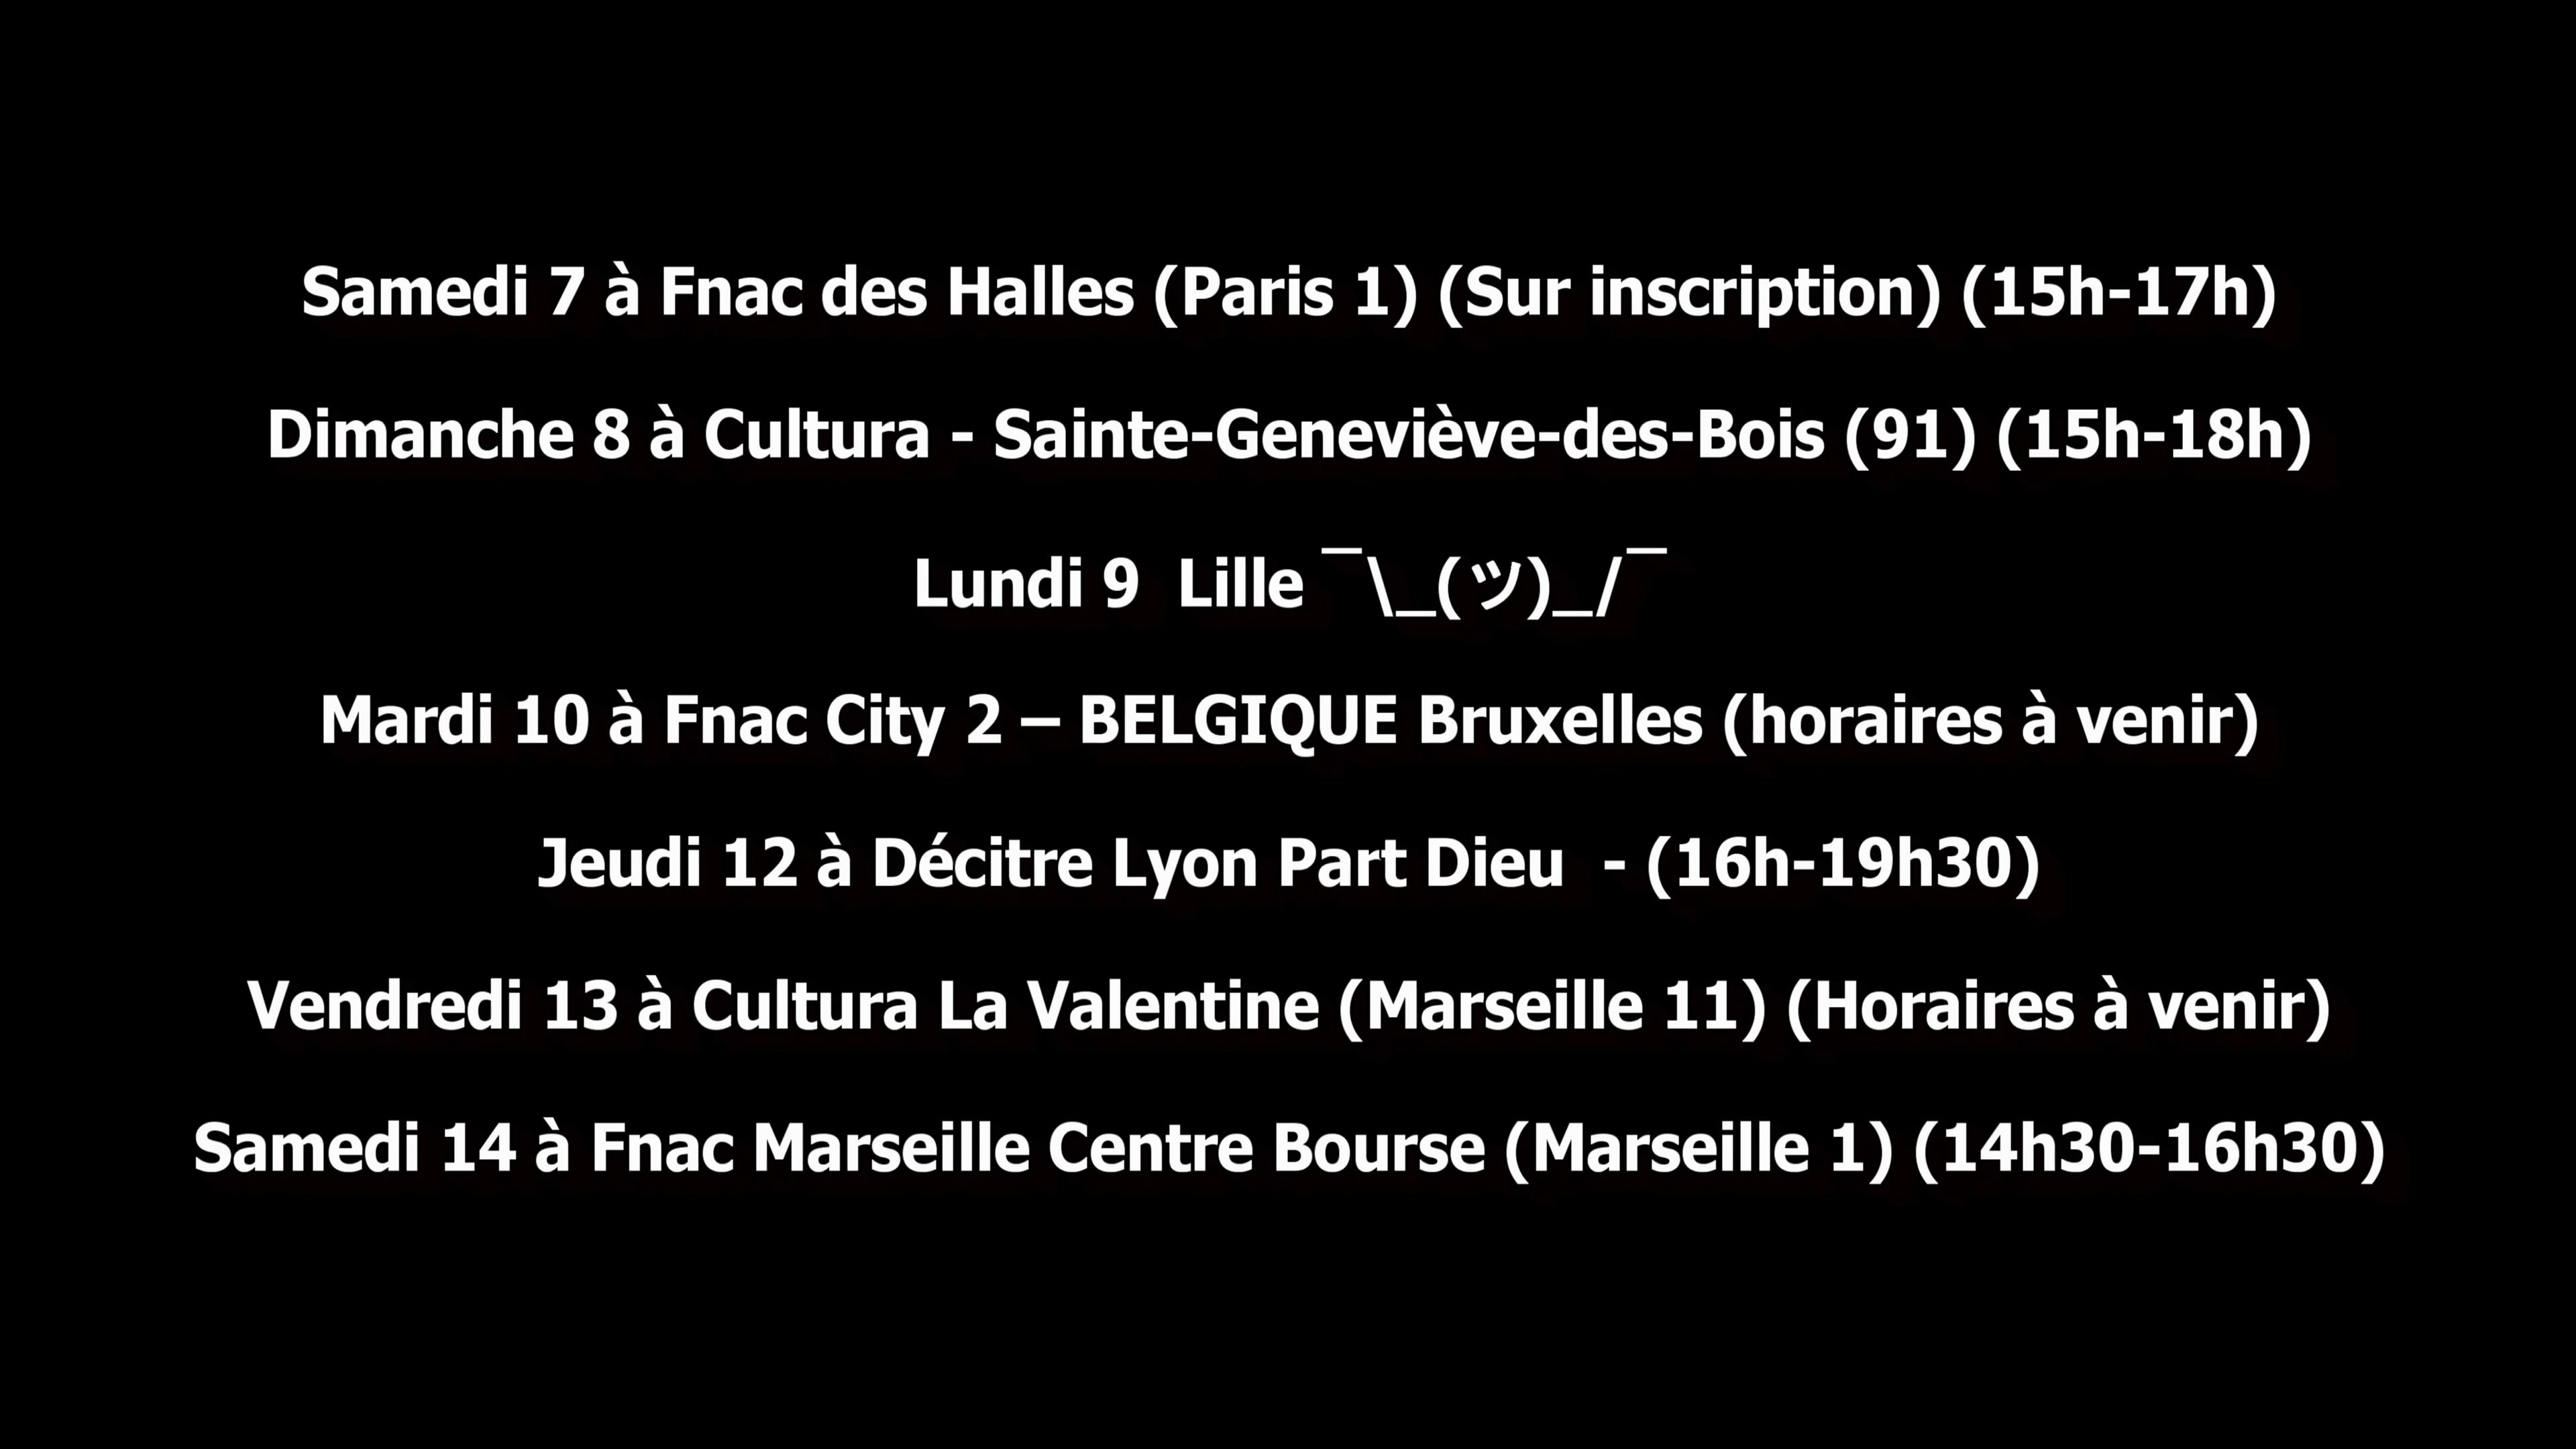 Samedi 7 à Fnac des Halles (Paris 1) (Sur inscription) (15h-17h)
Dimanche 8 à Cultura - Sainte-Geneviève-des-Bois (91) (15h-18h)
Lundi 9  Lille ¯\_(ツ)_/¯
Mardi 10 à Fnac City 2 – BELGIQUE Bruxelles (horaires à venir)
Jeudi 12 à Décitre Lyon Part Dieu  - (16h-19h30)
Vendredi 13 à Cultura La Valentine (Marseille 11) (Horaires à venir)
Samedi 14 à Fnac Marseille Centre Bourse (Marseille 1) (14h30-16h30)